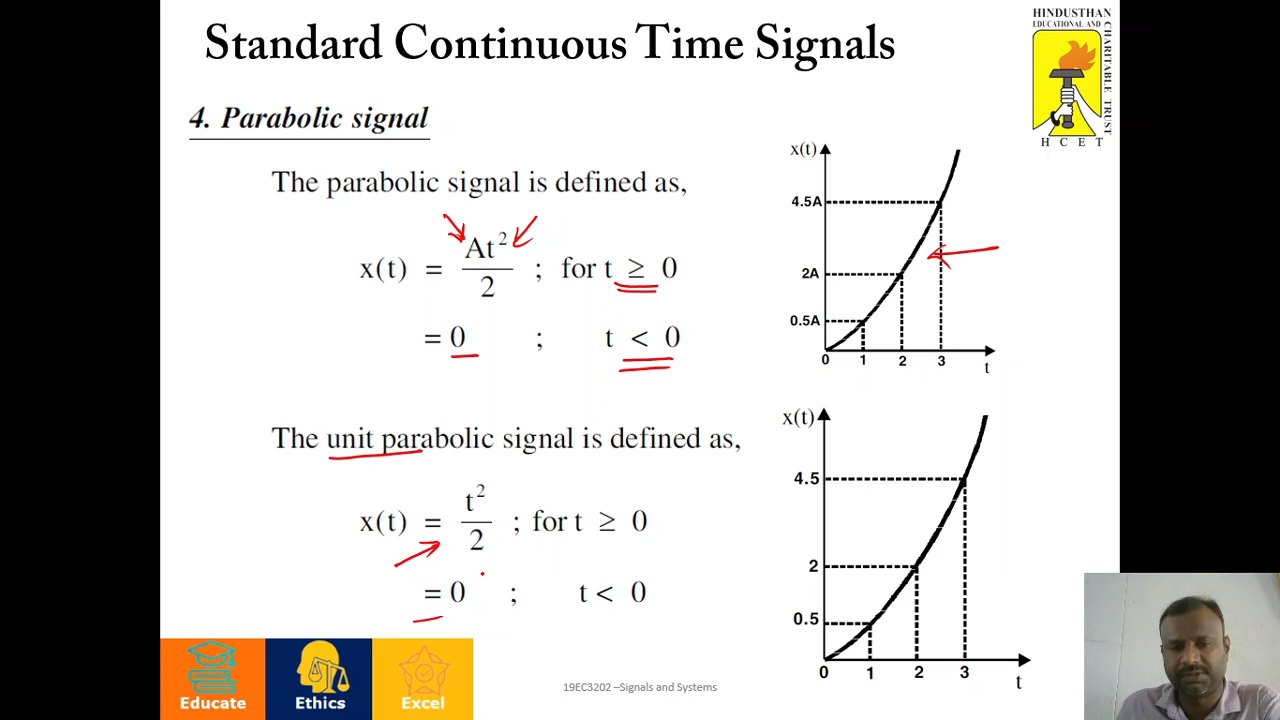 Standard Continuous Time Signals
HINDUSTHAN
EDUCATIONAL AND
CHARITABLE TRUST
H C E T
4. Parabolic signal
The parabolic signal is defined as,
x(t) = At²/2 ; for t ≥ 0
= 0 ; t < 0
x(t)
4.5A
2A
0.5A
0 1 2 3
t
The unit parabolic signal is defined as,
x(t) = t²/2 ; for t ≥ 0
= 0 ; t < 0
x(t)
4.5
2
0.5
0 1 2 3
t
Educate
Ethics
Excel
19EC3202 –Signals and Systems